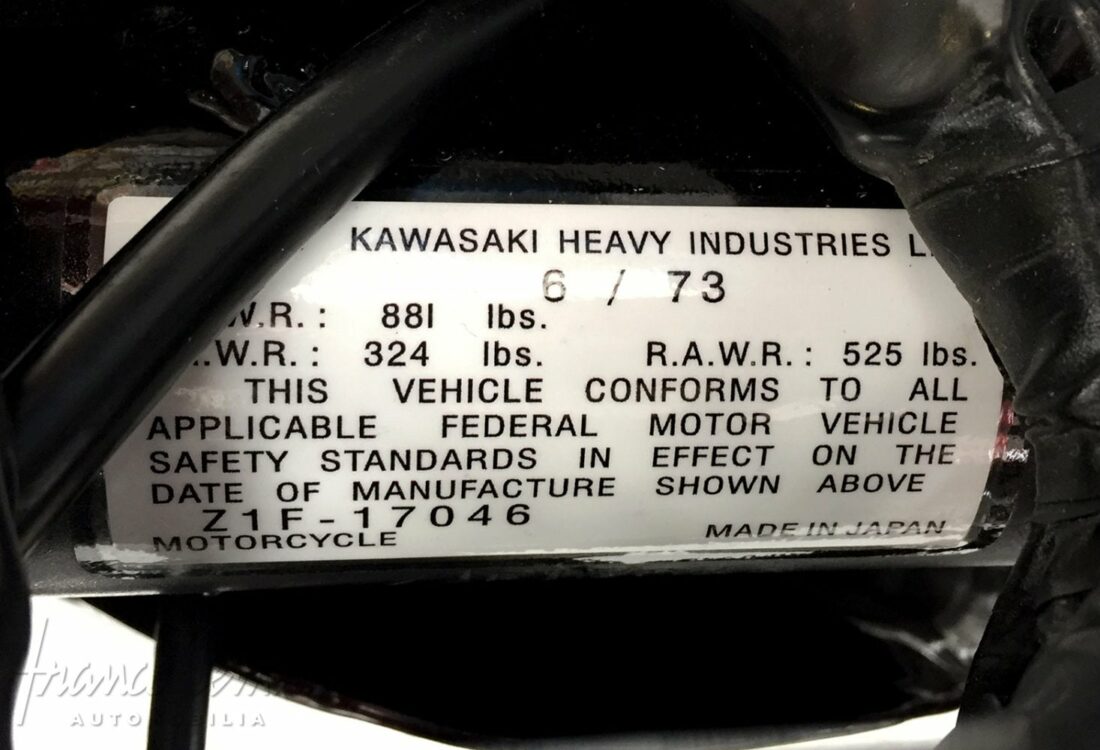 KAWASAKI HEAVY INDUSTRIES L
6 / 73
W.R.: 881 lbs.
.W.R.: 324 lbs. R.A.W.R.: 525 lbs.
THIS VEHICLE CONFORMS TO ALL
APPLICABLE FEDERAL MOTOR VEHICLE
SAFETY STANDARDS IN EFFECT ON THE
DATE OF MANUFACTURE SHOWN ABOVE
Z1F-17046
MOTORCYCLE MADE IN JAPAN
AUTOMOBILIA